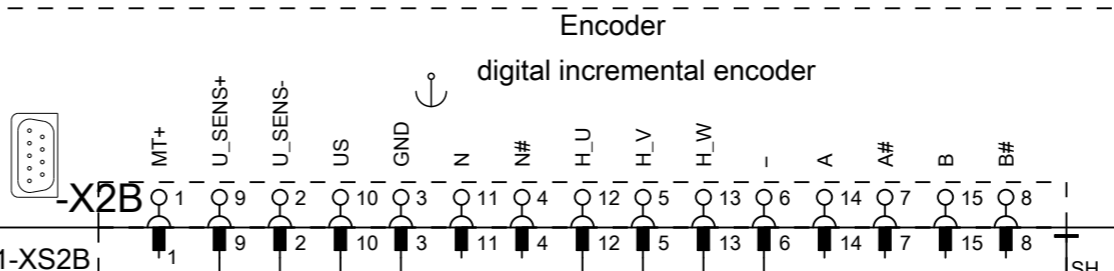 Encoder
digital incremental encoder
MT+ U_SENS+ U_SENS- US GND N N# H_U H_V H_W – A A# B B#
-X2B 1 9 2 10 3 11 4 12 5 13 6 14 7 15 8
1-XS2B 1 9 2 10 3 11 4 12 5 13 6 14 7 15 8 SH